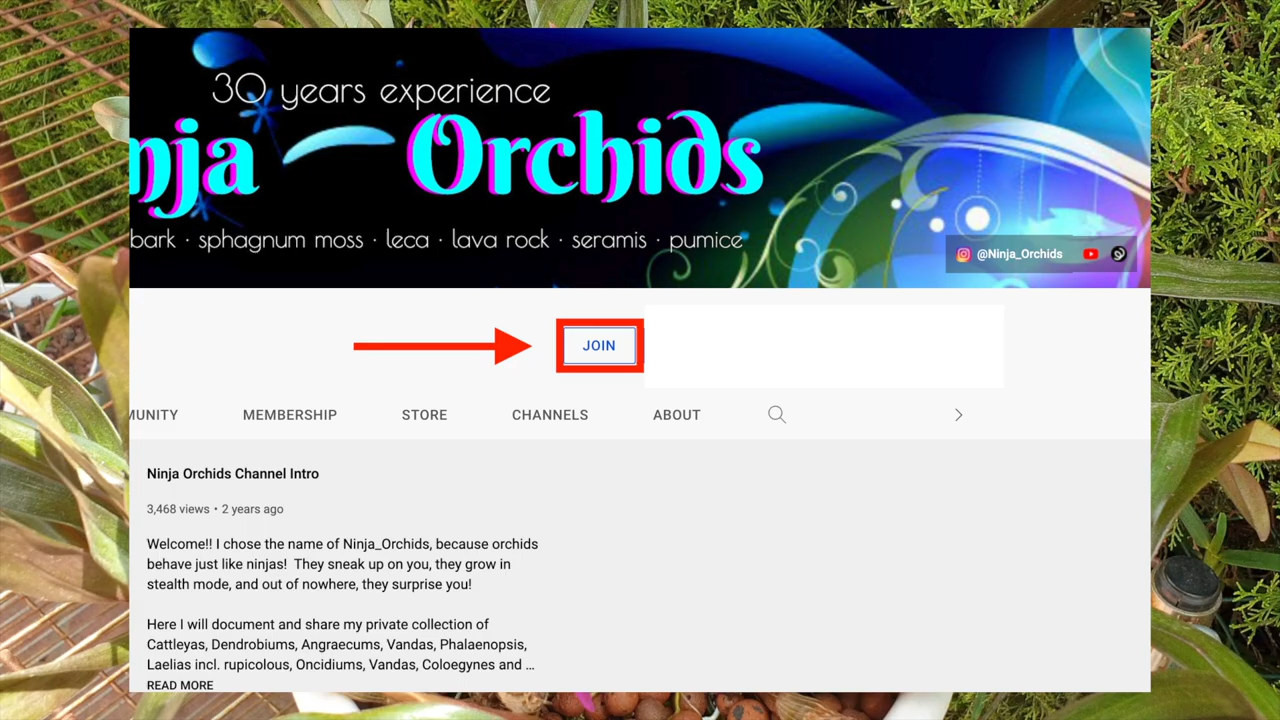 30 years experience
nja Orchids
bark · sphagnum moss · leca · lava rock · seramis · pumice
@Ninja_Orchids
JOIN
MUNITY MEMBERSHIP STORE CHANNELS ABOUT
Ninja Orchids Channel Intro
3,468 views • 2 years ago
Welcome!! I chose the name of Ninja_Orchids, because orchids
behave just like ninjas! They sneak up on you, they grow in
stealth mode, and out of nowhere, they surprise you!
Here I will document and share my private collection of
Cattleyas, Dendrobiums, Angraecums, Vandas, Phalaenopsis,
Laelias incl. rupicolous, Oncidiums, Vandas, Coloegynes and ...
READ MORE